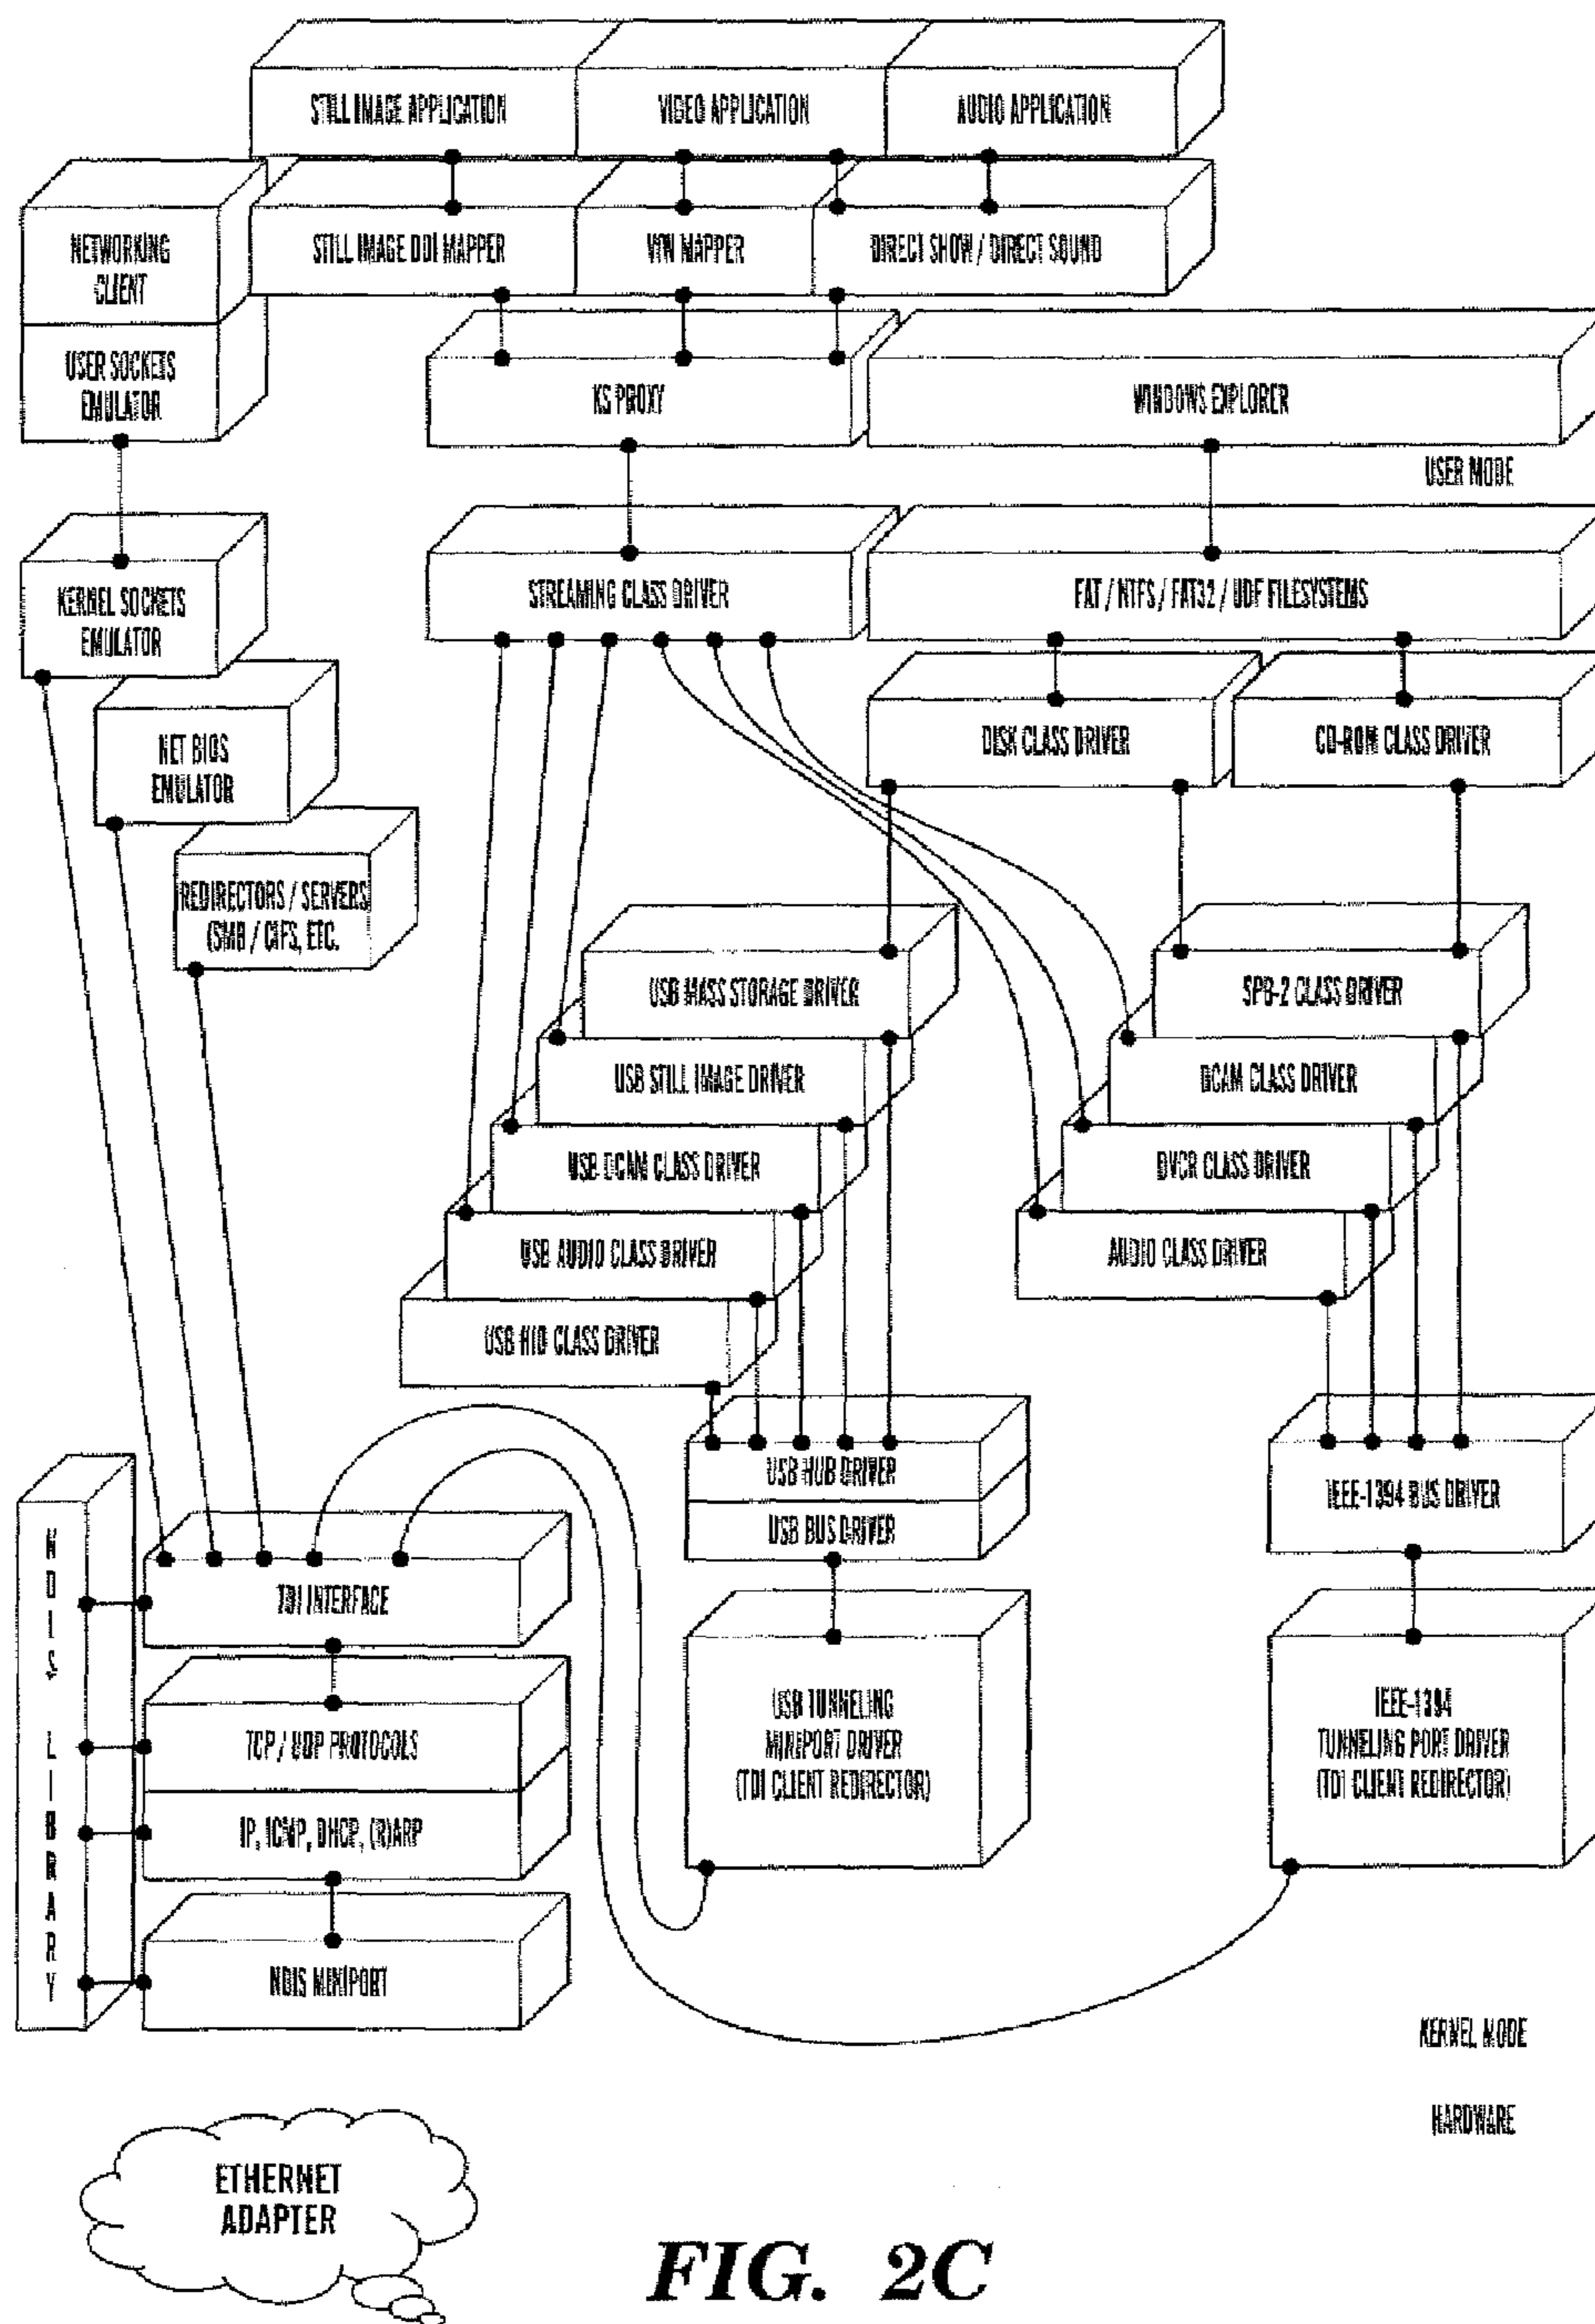 STILL IMAGE APPLICATION
VIDEO APPLICATION
AUDIO APPLICATION
NETWORKING
CLIENT
STILL IMAGE DDI MAPPER
VFW MAPPER
DIRECT SHOW / DIRECT SOUND
USER SOCKETS
EMULATOR
KS PROXY
WINDOWS EXPLORER
USER MODE
KERNEL SOCKETS
EMULATOR
STREAMING CLASS DRIVER
FAT / NTFS / FAT32 / UDF FILESYSTEMS
NET BIOS
EMULATOR
DISK CLASS DRIVER
CD-ROM CLASS DRIVER
REDIRECTORS / SERVERS
(SMB / CIFS, ETC.
USB MASS STORAGE DRIVER
SPB-2 CLASS DRIVER
USB STILL IMAGE DRIVER
DCAM CLASS DRIVER
USB DCAM CLASS DRIVER
DVCR CLASS DRIVER
USB AUDIO CLASS DRIVER
AUDIO CLASS DRIVER
USB HID CLASS DRIVER
USB HUB DRIVER
USB BUS DRIVER
IEEE-1394 BUS DRIVER
NDIS LIBRARY
TDI INTERFACE
TCP / UDP PROTOCOLS
IP, ICMP, DHCP, (R)ARP
NDIS MINIPORT
USB TUNNELING
MINIPORT DRIVER
(TDI CLIENT REDIRECTOR)
IEEE-1394
TUNNELING PORT DRIVER
(TDI CLIENT REDIRECTOR)
KERNEL MODE
HARDWARE
ETHERNET
ADAPTER
FIG. 2C